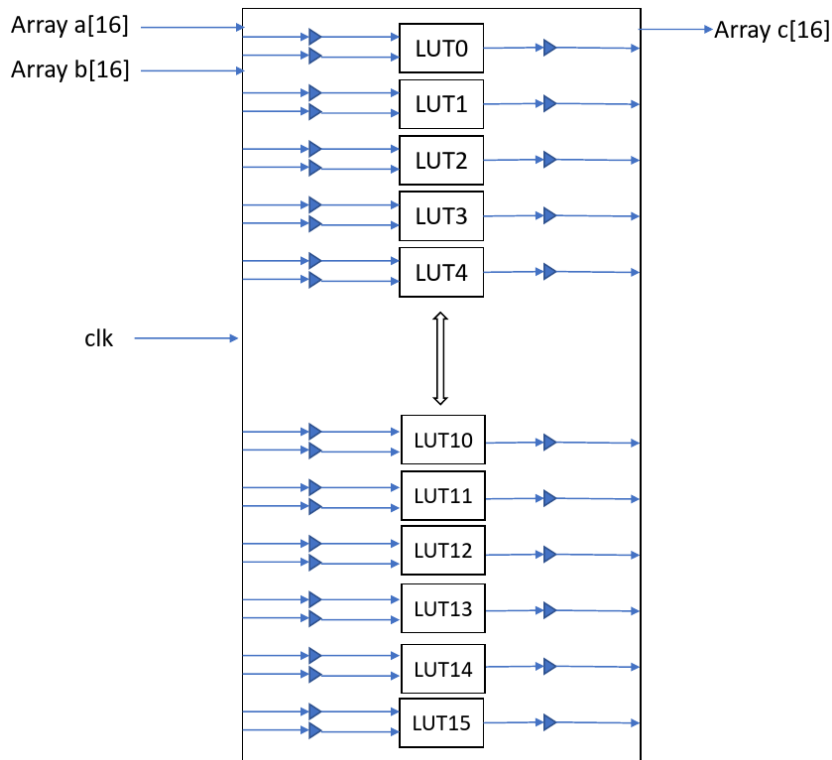 Array a[16]
Array b[16]
Array c[16]
LUT0
LUT1
LUT2
LUT3
LUT4
clk
LUT10
LUT11
LUT12
LUT13
LUT14
LUT15